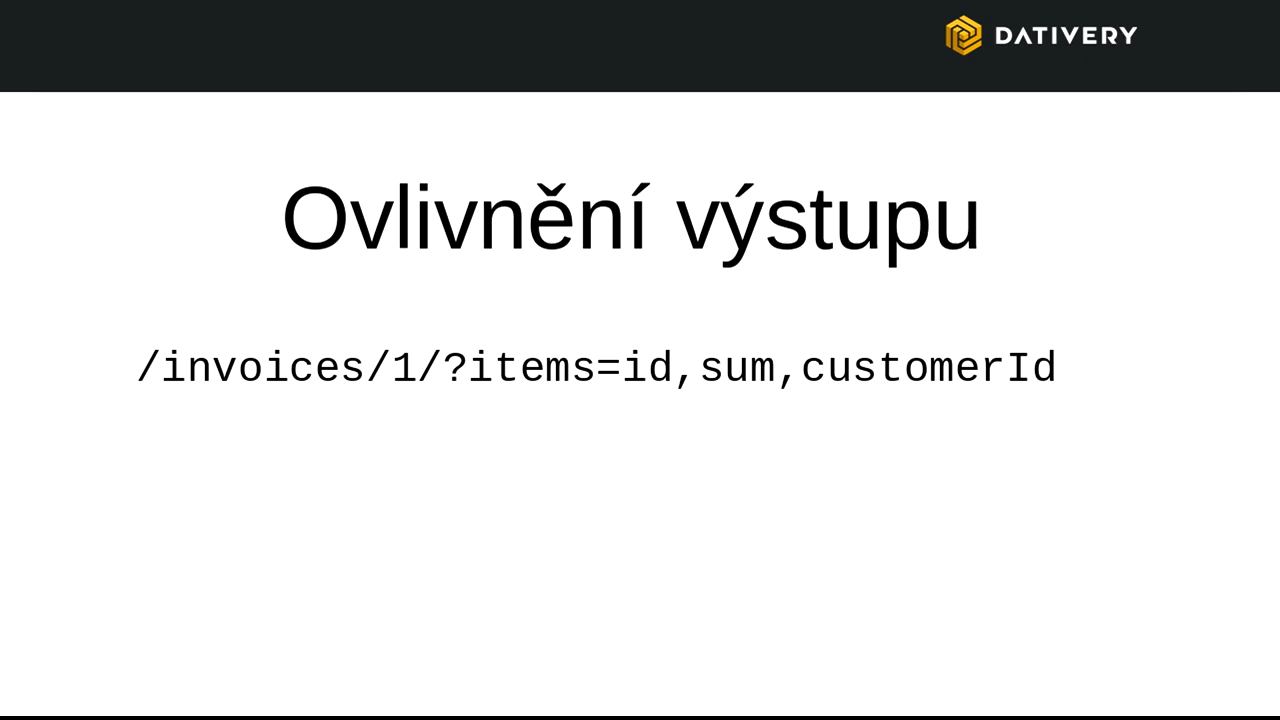 DATIVERY
Ovlivnění výstupu
/invoices/1/?items=id,sum,customerId